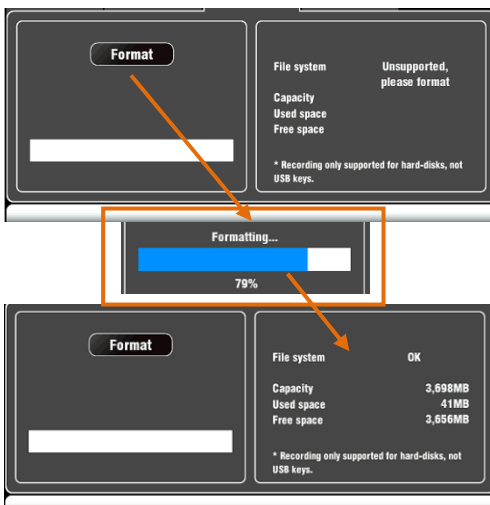 Format
File system Unsupported,
please format
Capacity
Used space
Free space
* Recording only supported for hard-disks, not
USB keys.
Formatting...
79%
Format
File system OK
Capacity 3,698MB
Used space 41MB
Free space 3,656MB
* Recording only supported for hard-disks, not
USB keys.